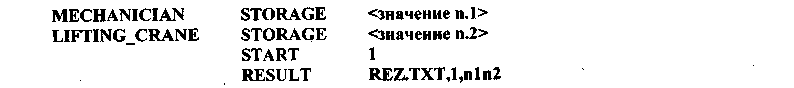 MECHANICIAN STORAGE <значение n.1>
LIFTING_CRANE STORAGE <значение n.2>
START 1
RESULT REZ.TXT,1,n1n2